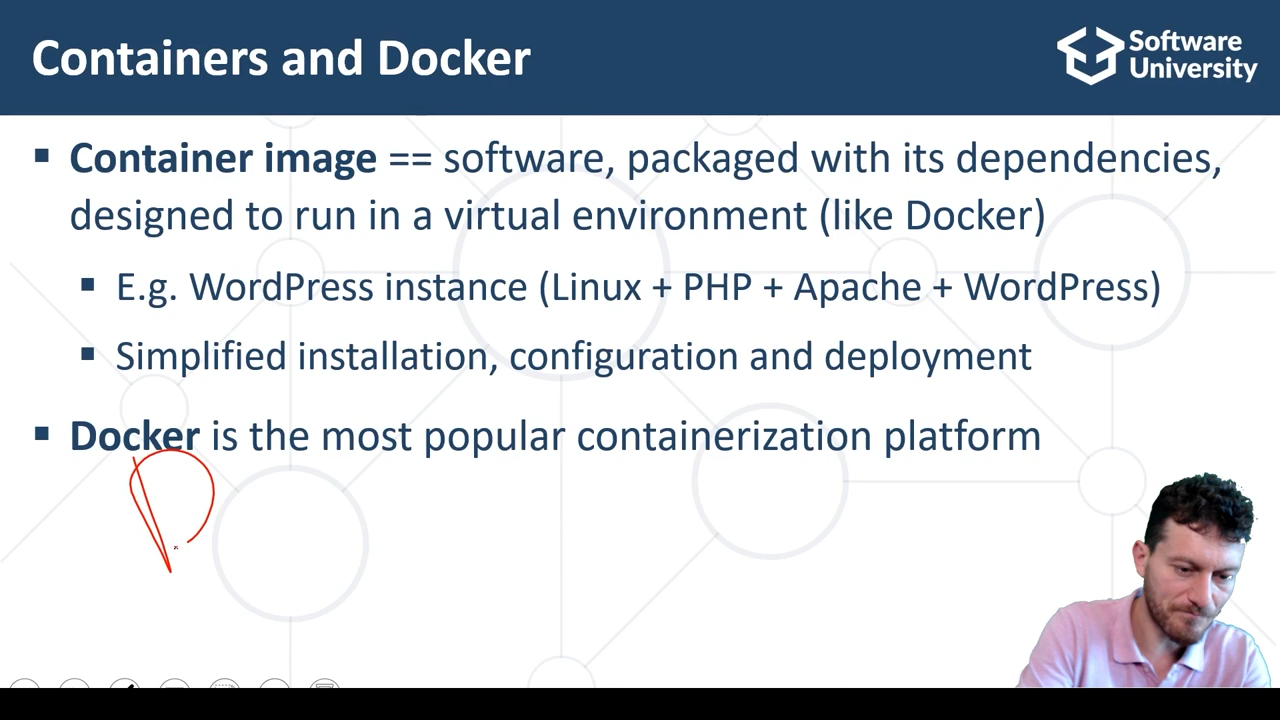 Containers and Docker
Software
University
▪ Container image == software, packaged with its dependencies,
designed to run in a virtual environment (like Docker)
▪ E.g. WordPress instance (Linux + PHP + Apache + WordPress)
▪ Simplified installation, configuration and deployment
▪ Docker is the most popular containerization platform